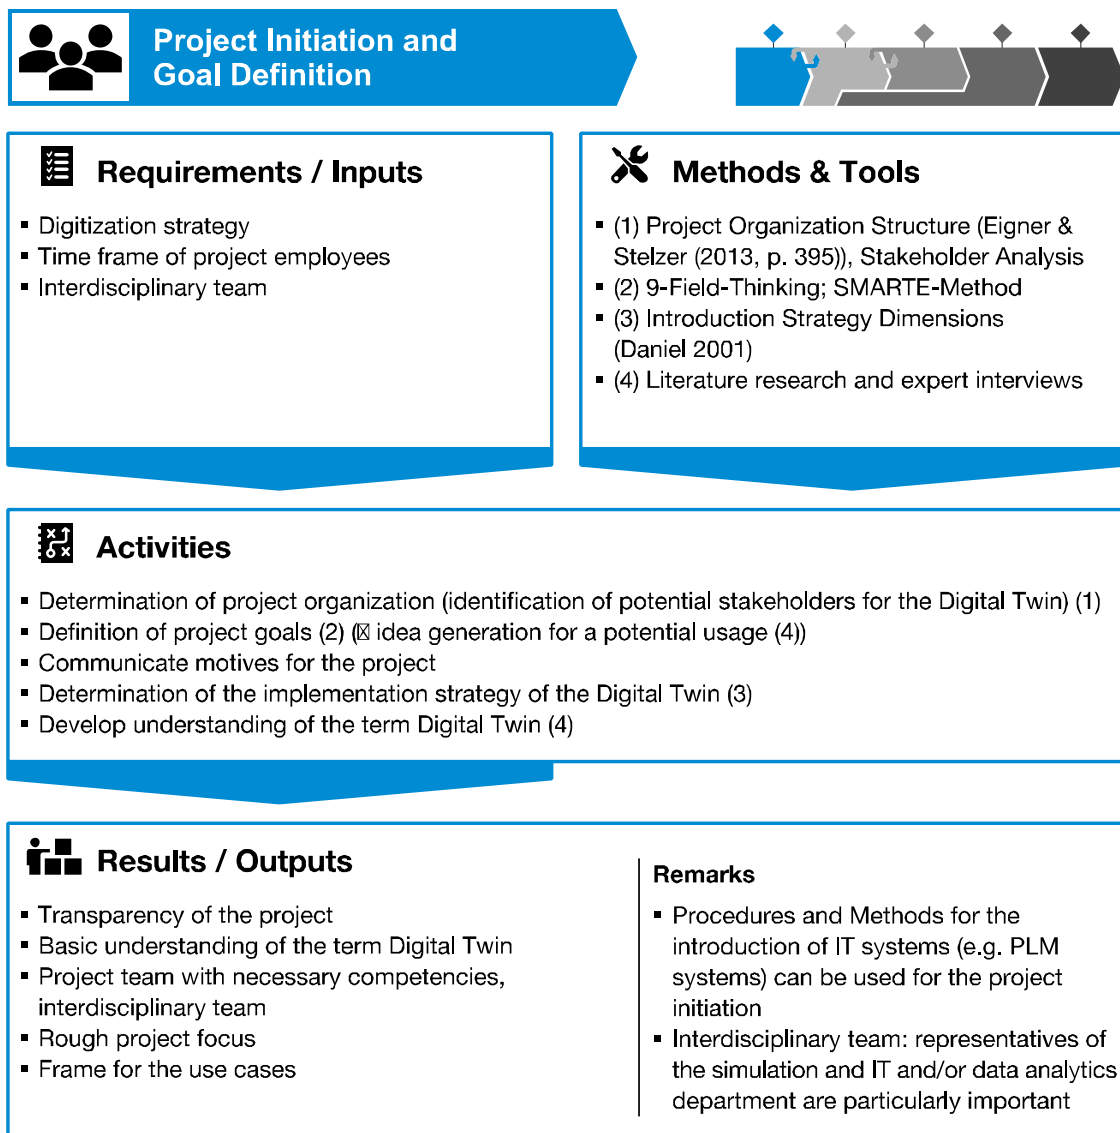 Project Initiation and
Goal Definition
Requirements / Inputs
▪ Digitization strategy
▪ Time frame of project employees
▪ Interdisciplinary team
Methods & Tools
▪ (1) Project Organization Structure (Eigner &
Stelzer (2013, p. 395)), Stakeholder Analysis
▪ (2) 9-Field-Thinking; SMARTE-Method
▪ (3) Introduction Strategy Dimensions
(Daniel 2001)
▪ (4) Literature research and expert interviews
Activities
▪ Determination of project organization (identification of potential stakeholders for the Digital Twin) (1)
▪ Definition of project goals (2) (☒ idea generation for a potential usage (4))
▪ Communicate motives for the project
▪ Determination of the implementation strategy of the Digital Twin (3)
▪ Develop understanding of the term Digital Twin (4)
Results / Outputs
▪ Transparency of the project
▪ Basic understanding of the term Digital Twin
▪ Project team with necessary competencies,
interdisciplinary team
▪ Rough project focus
▪ Frame for the use cases
Remarks
▪ Procedures and Methods for the
introduction of IT systems (e.g. PLM
systems) can be used for the project
initiation
▪ Interdisciplinary team: representatives of
the simulation and IT and/or data analytics
department are particularly important